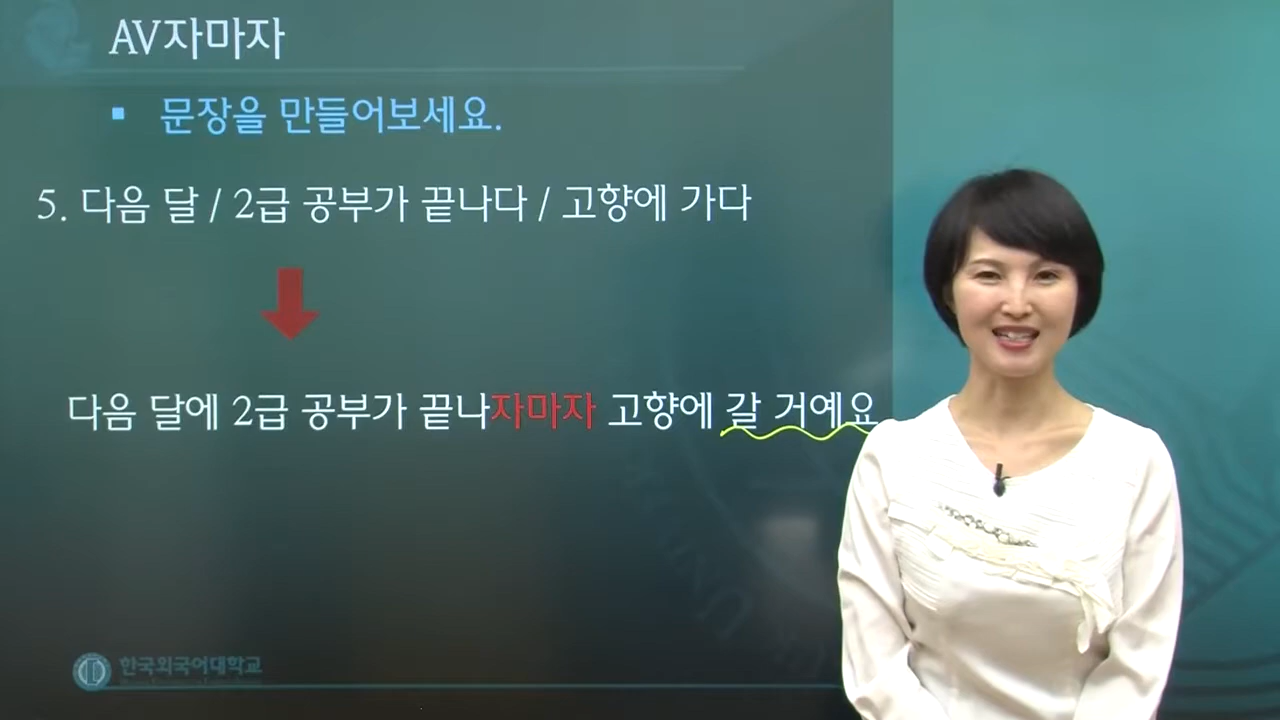 AV자마자
▪ 문장을 만들어보세요.
5. 다음 달 / 2급 공부가 끝나다 / 고향에 가다
다음 달에 2급 공부가 끝나자마자 고향에 갈 거예요
한국외국어대학교